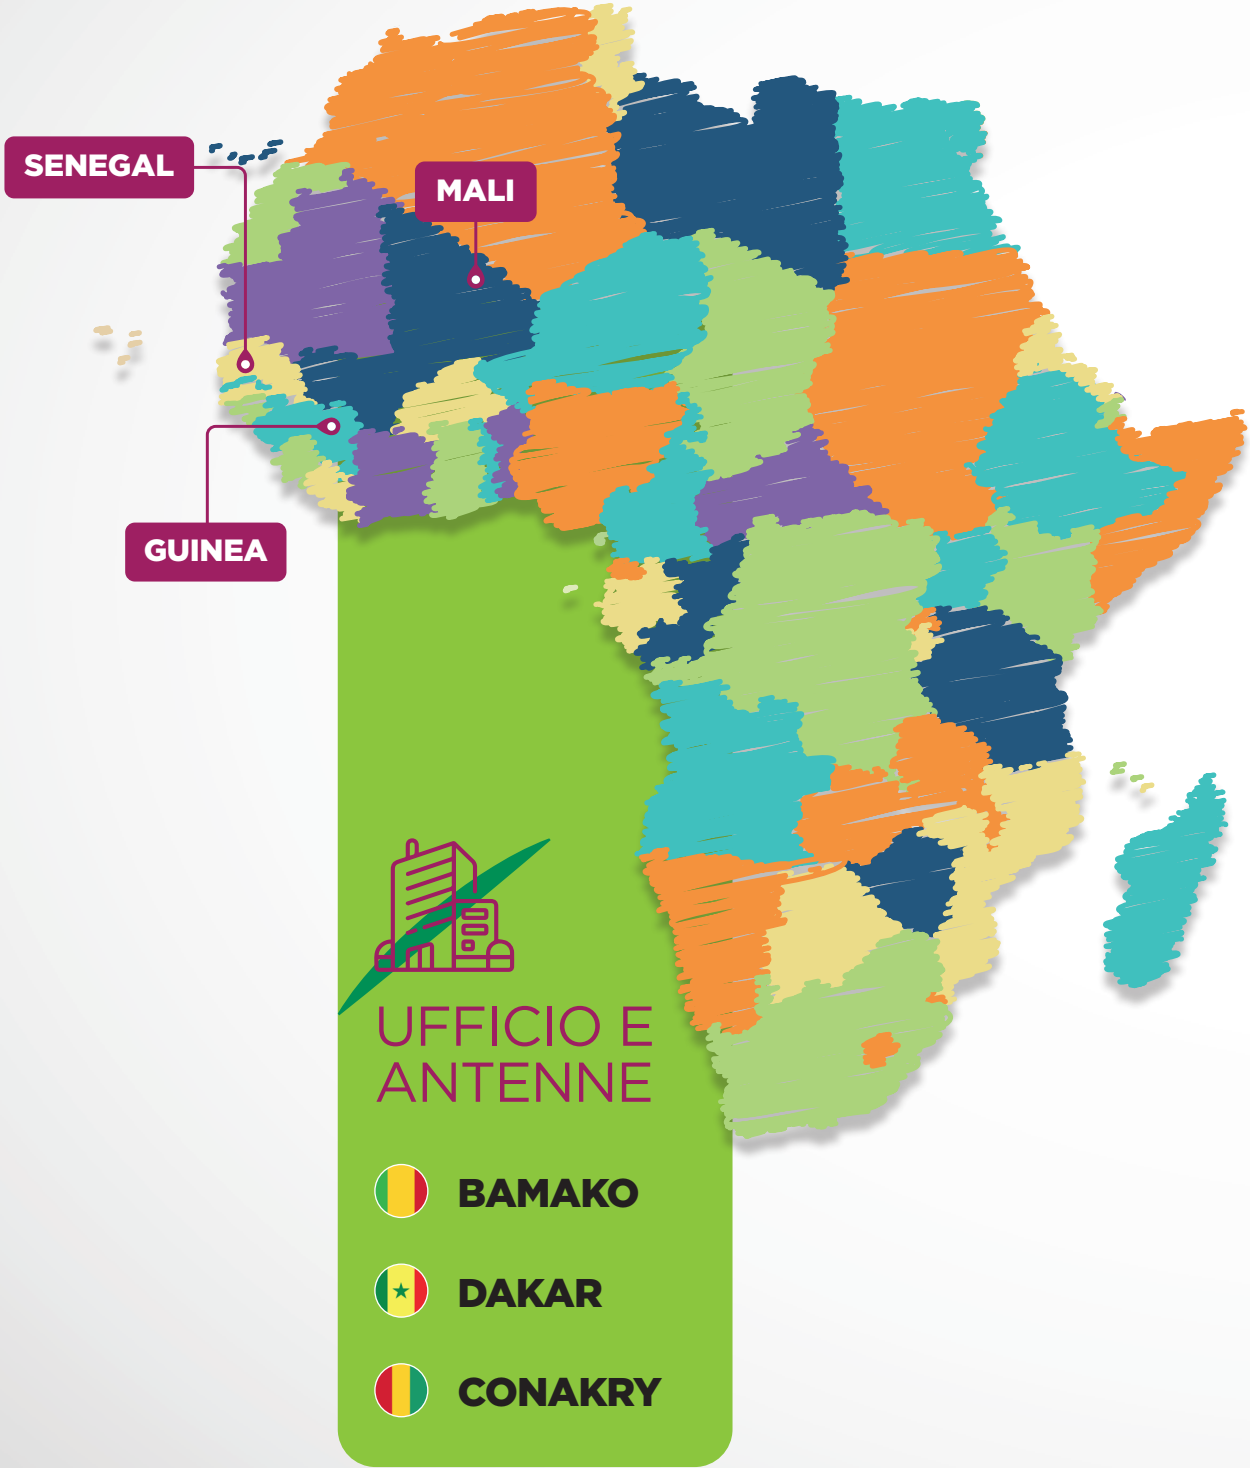 SENEGAL
MALI
GUINEA
UFFICIO E
ANTENNE
BAMAKO
DAKAR
CONAKRY